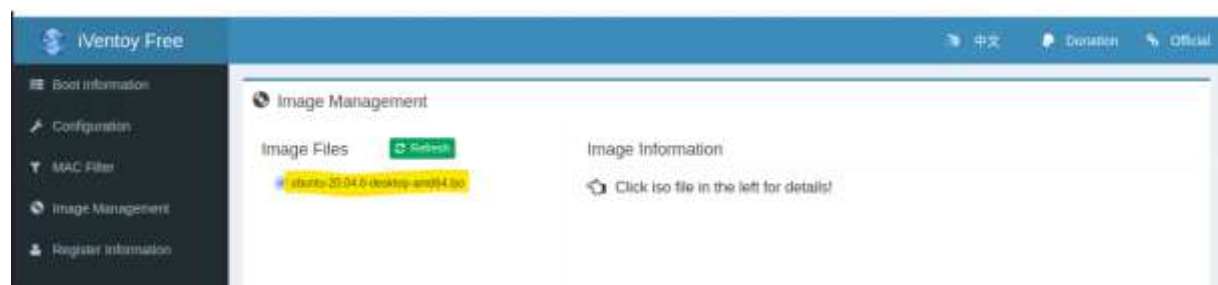 iVentoy Free
中文
Donation
Official
Boot Information
Configuration
MAC Filter
Image Management
Register Information
Image Management
Image Files
Refresh
ubuntu-20.04.6-desktop-amd64.iso
Image Information
Click iso file in the left for details!